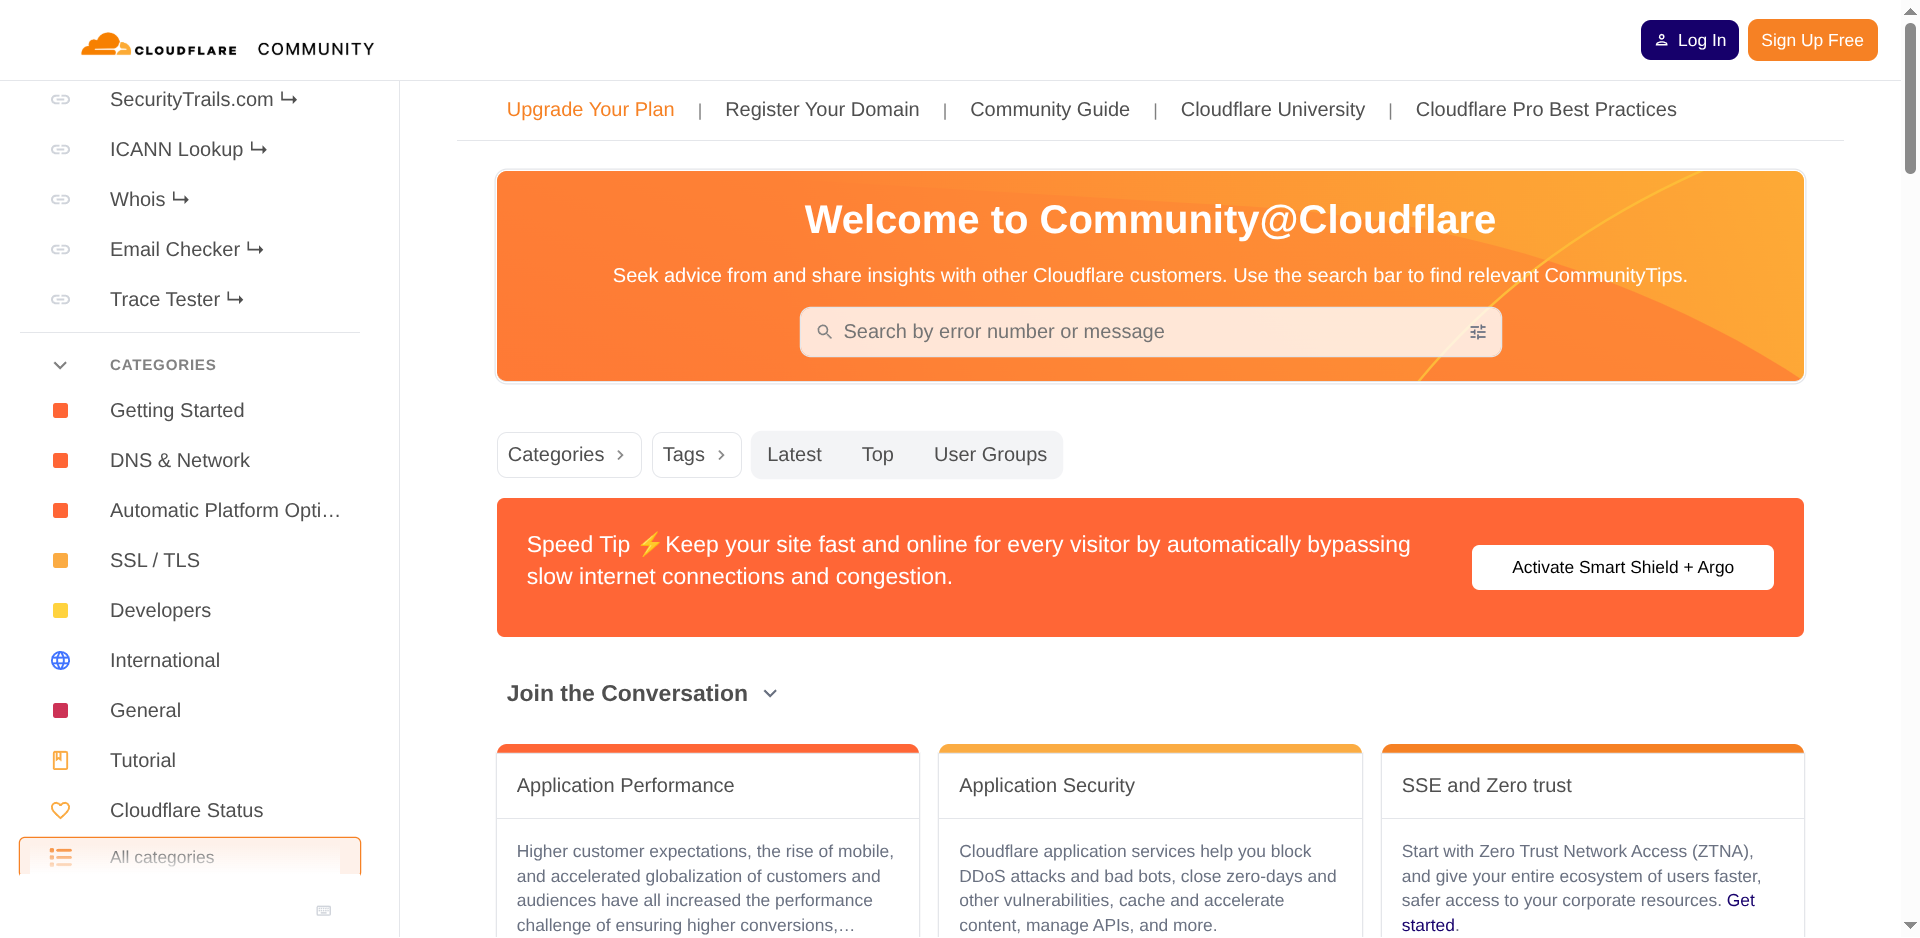 CLOUDFLARE COMMUNITY
Log In
Sign Up Free
SecurityTrails.com ↳
ICANN Lookup ↳
Whois ↳
Email Checker ↳
Trace Tester ↳
CATEGORIES
Getting Started
DNS & Network
Automatic Platform Opti…
SSL / TLS
Developers
International
General
Tutorial
Cloudflare Status
All categories
Upgrade Your Plan | Register Your Domain | Community Guide | Cloudflare University | Cloudflare Pro Best Practices
Welcome to Community@Cloudflare
Seek advice from and share insights with other Cloudflare customers. Use the search bar to find relevant CommunityTips.
Search by error number or message
Categories
Tags
Latest
Top
User Groups
Speed Tip ⚡Keep your site fast and online for every visitor by automatically bypassing
slow internet connections and congestion.
Activate Smart Shield + Argo
Join the Conversation
Application Performance
Higher customer expectations, the rise of mobile,
and accelerated globalization of customers and
audiences have all increased the performance
challenge of ensuring higher conversions,…
Application Security
Cloudflare application services help you block
DDoS attacks and bad bots, close zero-days and
other vulnerabilities, cache and accelerate
content, manage APIs, and more.
SSE and Zero trust
Start with Zero Trust Network Access (ZTNA),
and give your entire ecosystem of users faster,
safer access to your corporate resources. Get
started.